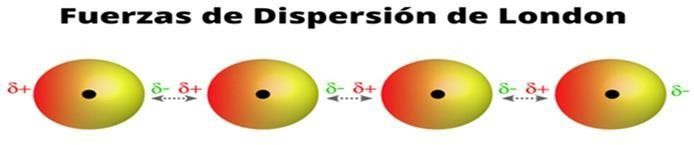 Fuerzas de Dispersión de London
δ+ δ- δ+ δ- δ+ δ- δ+ δ-